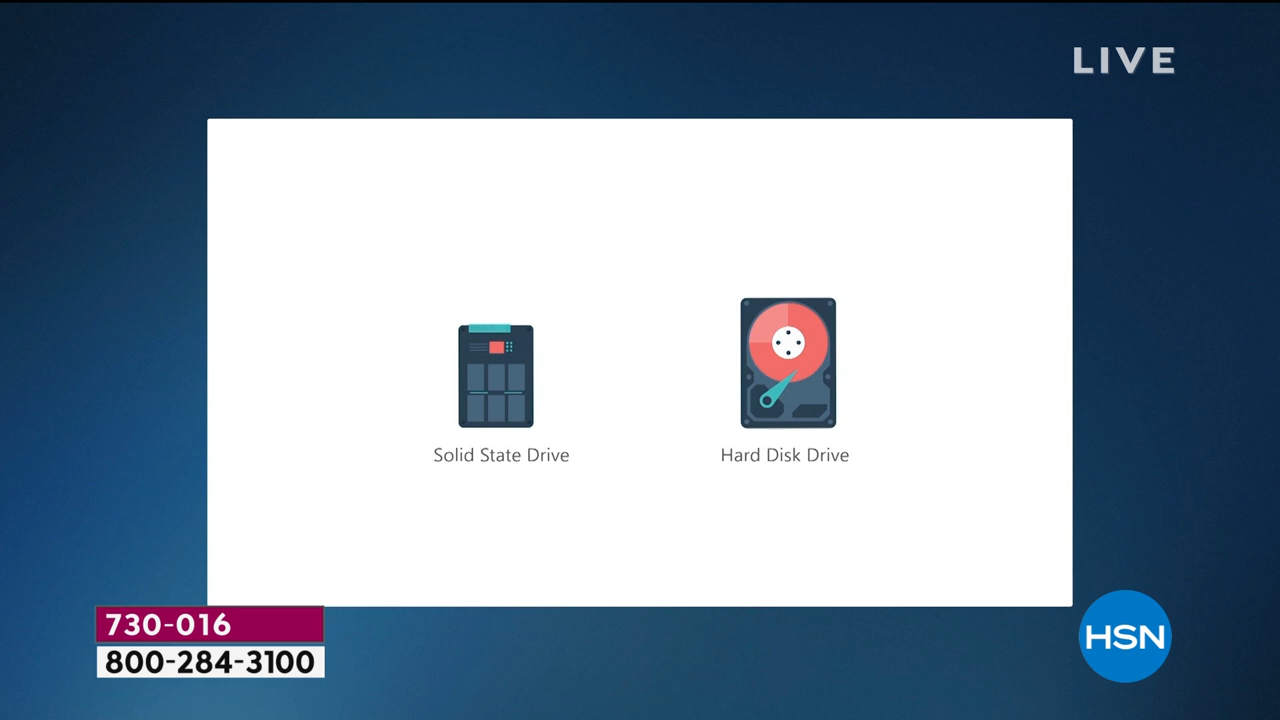 LIVE
Solid State Drive
Hard Disk Drive
730-016
800-284-3100
HSN